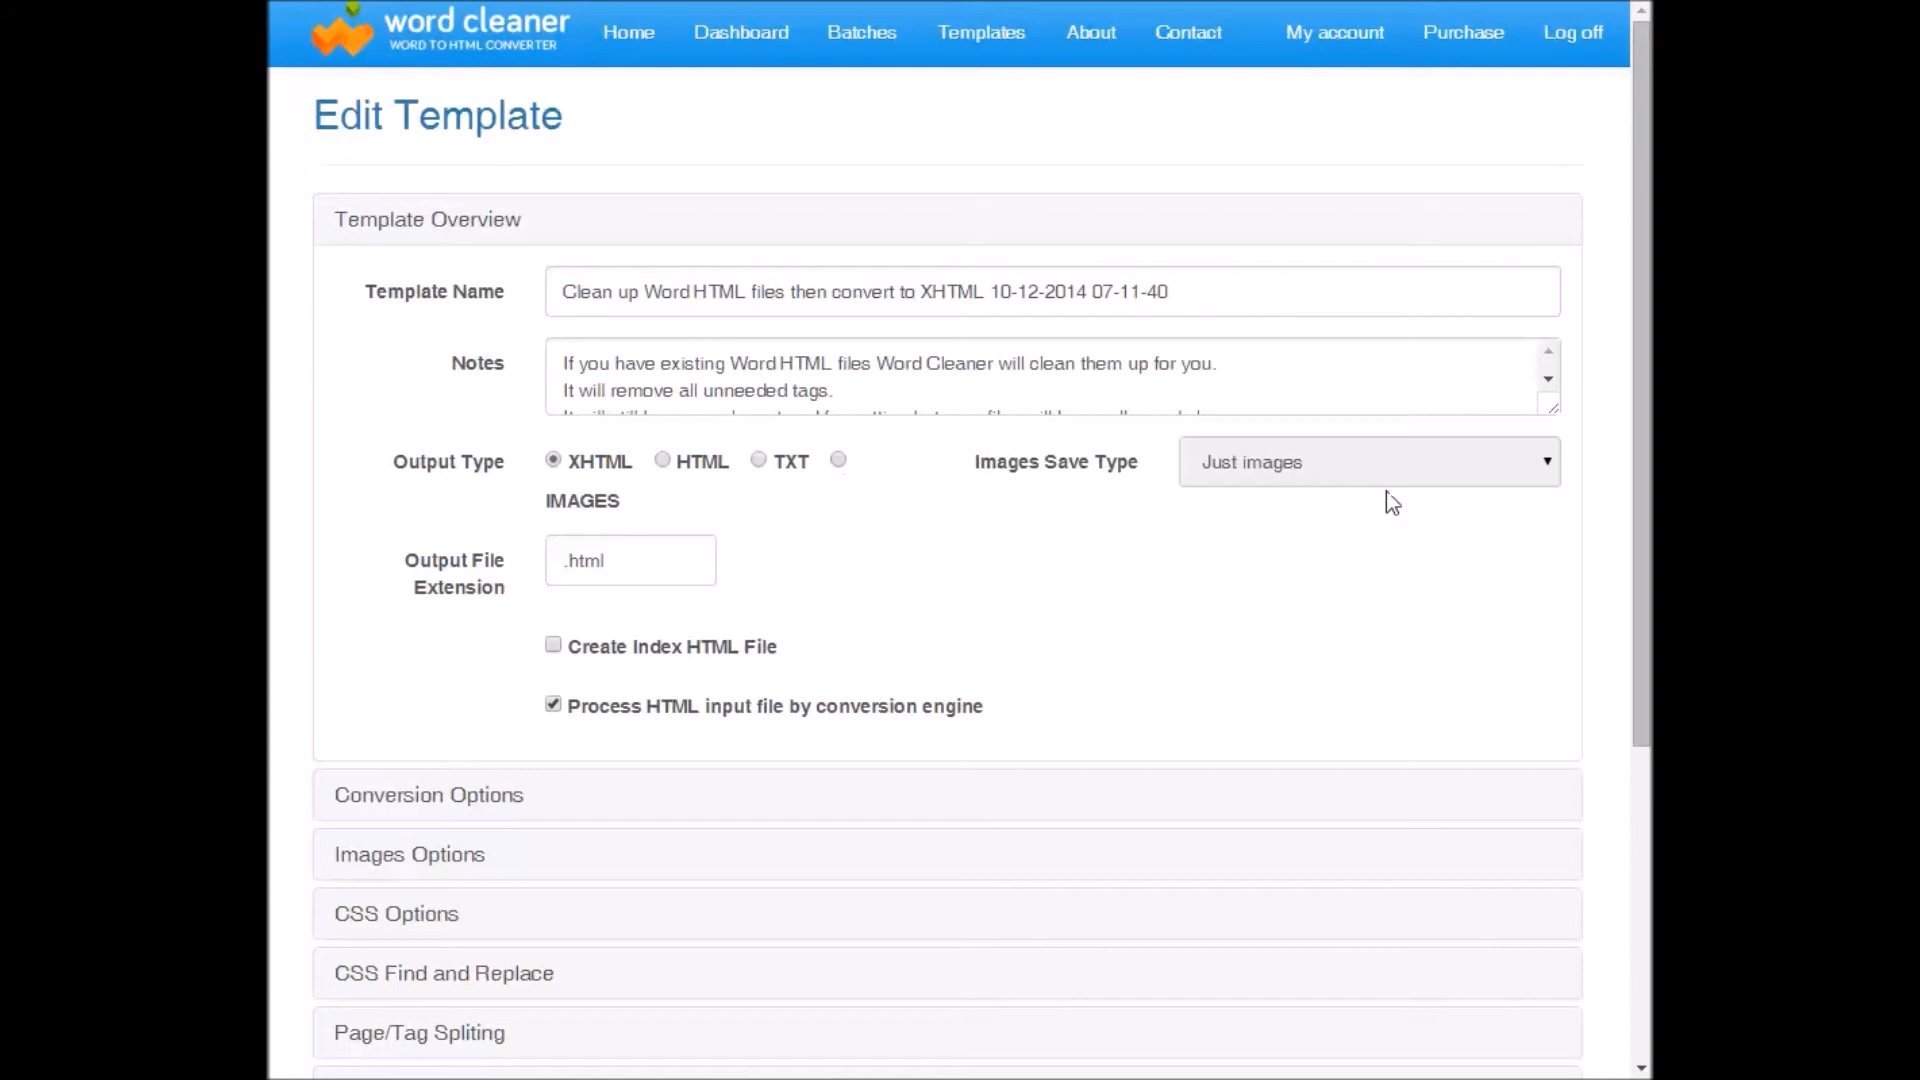 word cleaner
WORD TO HTML CONVERTER
Home Dashboard Batches Templates About Contact My account Purchase Log off
Edit Template
Template Overview
Template Name Clean up Word HTML files then convert to XHTML 10-12-2014 07-11-40
Notes If you have existing Word HTML files Word Cleaner will clean them up for you.
It will remove all unneeded tags.
Output Type XHTML HTML TXT Images Save Type Just images
IMAGES
Output File .html
Extension
Create Index HTML File
Process HTML input file by conversion engine
Conversion Options
Images Options
CSS Options
CSS Find and Replace
Page/Tag Spliting